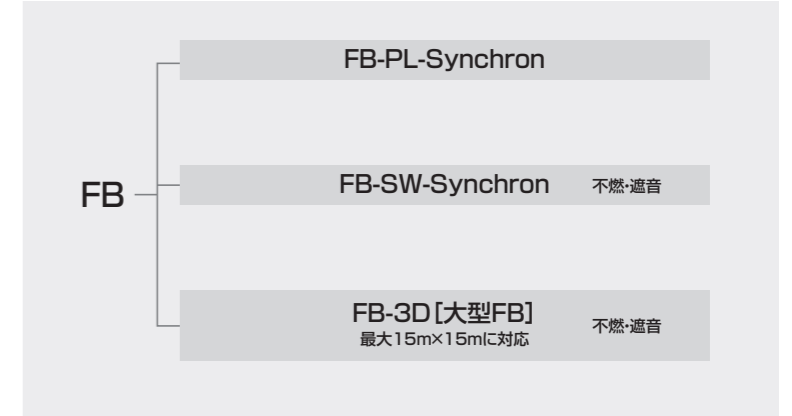 FB-PL-Synchron
FB
FB-SW-Synchron 不燃・遮音
FB-3D[大型FB] 不燃・遮音
最大15m×15mに対応